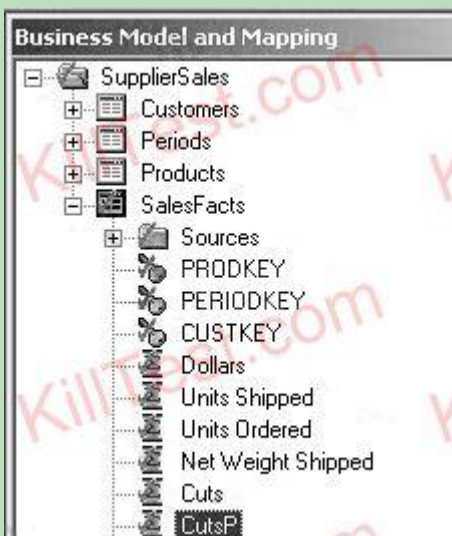 Business Model and Mapping
SupplierSales
Customers
Periods
Products
SalesFacts
Sources
PRODKEY
PERIODKEY
CUSTKEY
Dollars
Units Shipped
Units Ordered
Net Weight Shipped
Cuts
CutsP
KillTest.com
KillTest.com